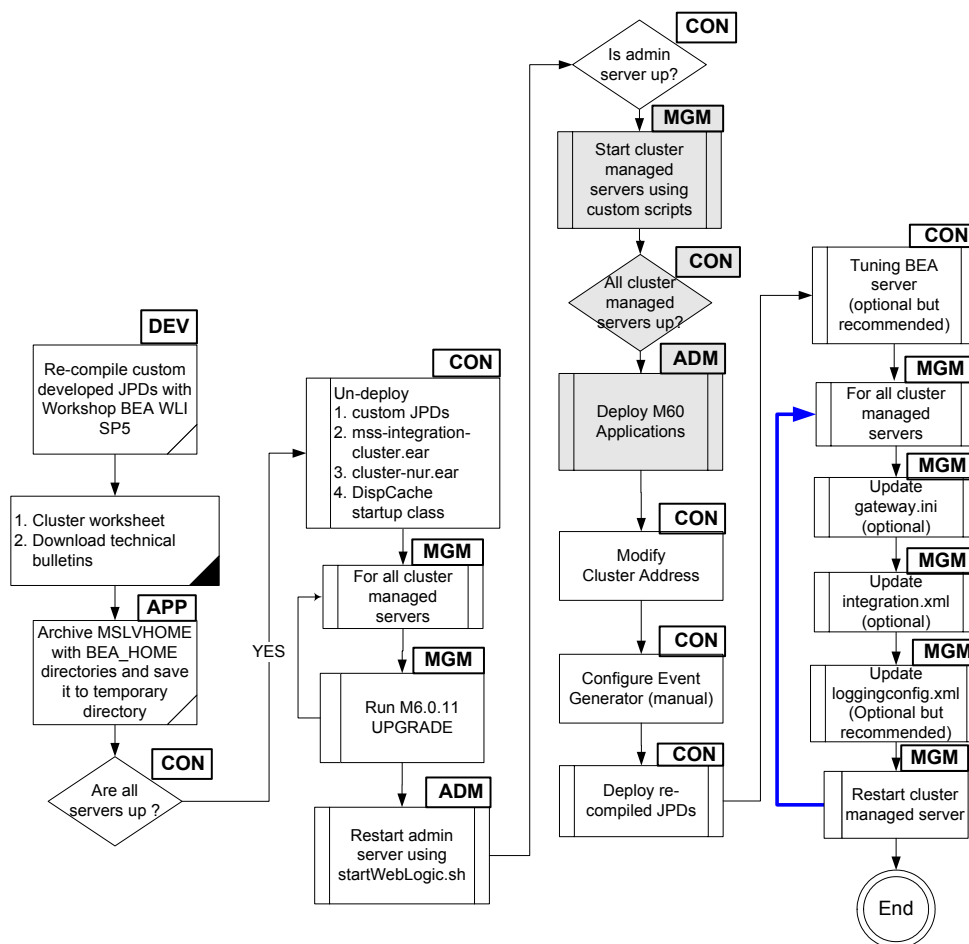 DEV
Re-compile custom
developed JPDs with
Workshop BEA WLI
SP5
1. Cluster worksheet
2. Download technical
bulletins
APP
Archive MSLVHOME
with BEA_HOME
directories and save
it to temporary
directory
CON
Are all
servers up ?
YES
CON
Un-deploy
1. custom JPDs
2. mss-integration-
cluster.ear
3. cluster-nur.ear
4. DispCache
startup class
MGM
For all cluster
managed
servers
MGM
Run M6.0.11
UPGRADE
ADM
Restart admin
server using
startWebLogic.sh
CON
Is admin
server up?
MGM
Start cluster
managed
servers using
custom scripts
CON
All cluster
managed
servers up?
ADM
Deploy M60
Applications
CON
Modify
Cluster Address
CON
Configure Event
Generator (manual)
CON
Deploy re-
compiled JPDs
CON
Tuning BEA
server
(optional but
recommended)
MGM
For all cluster
managed
servers
MGM
Update
gateway.ini
(optional)
MGM
Update
integration.xml
(optional)
MGM
Update
loggingconfig.xml
(Optional but
recommended)
MGM
Restart cluster
managed server
End